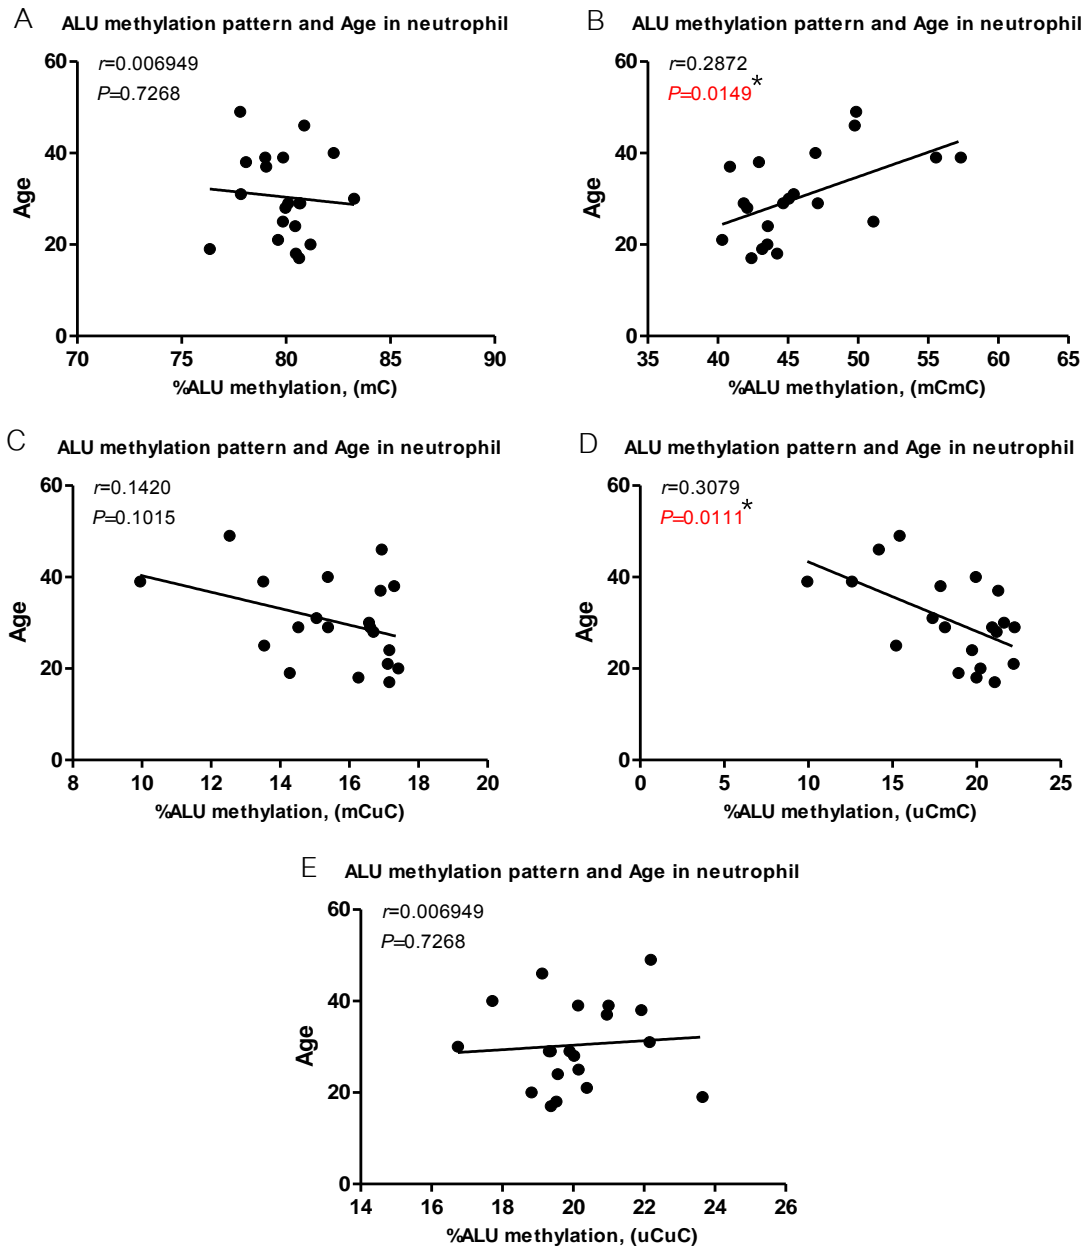 A
ALU methylation pattern and Age in neutrophil
r=0.006949
P=0.7268
60
40
20
0
Age
70
75
80
85
90
%ALU methylation, (mC)
B
ALU methylation pattern and Age in neutrophil
r=0.2872
P=0.0149*
60
40
20
0
Age
35
40
45
50
55
60
65
%ALU methylation, (mCmC)
C
ALU methylation pattern and Age in neutrophil
r=0.1420
P=0.1015
60
40
20
0
Age
8
10
12
14
16
18
20
%ALU methylation, (mCuC)
D
ALU methylation pattern and Age in neutrophil
r=0.3079
P=0.0111*
60
40
20
0
Age
0
5
10
15
20
25
%ALU methylation, (uCmC)
E
ALU methylation pattern and Age in neutrophil
r=0.006949
P=0.7268
60
40
20
0
Age
14
16
18
20
22
24
26
%ALU methylation, (uCuC)